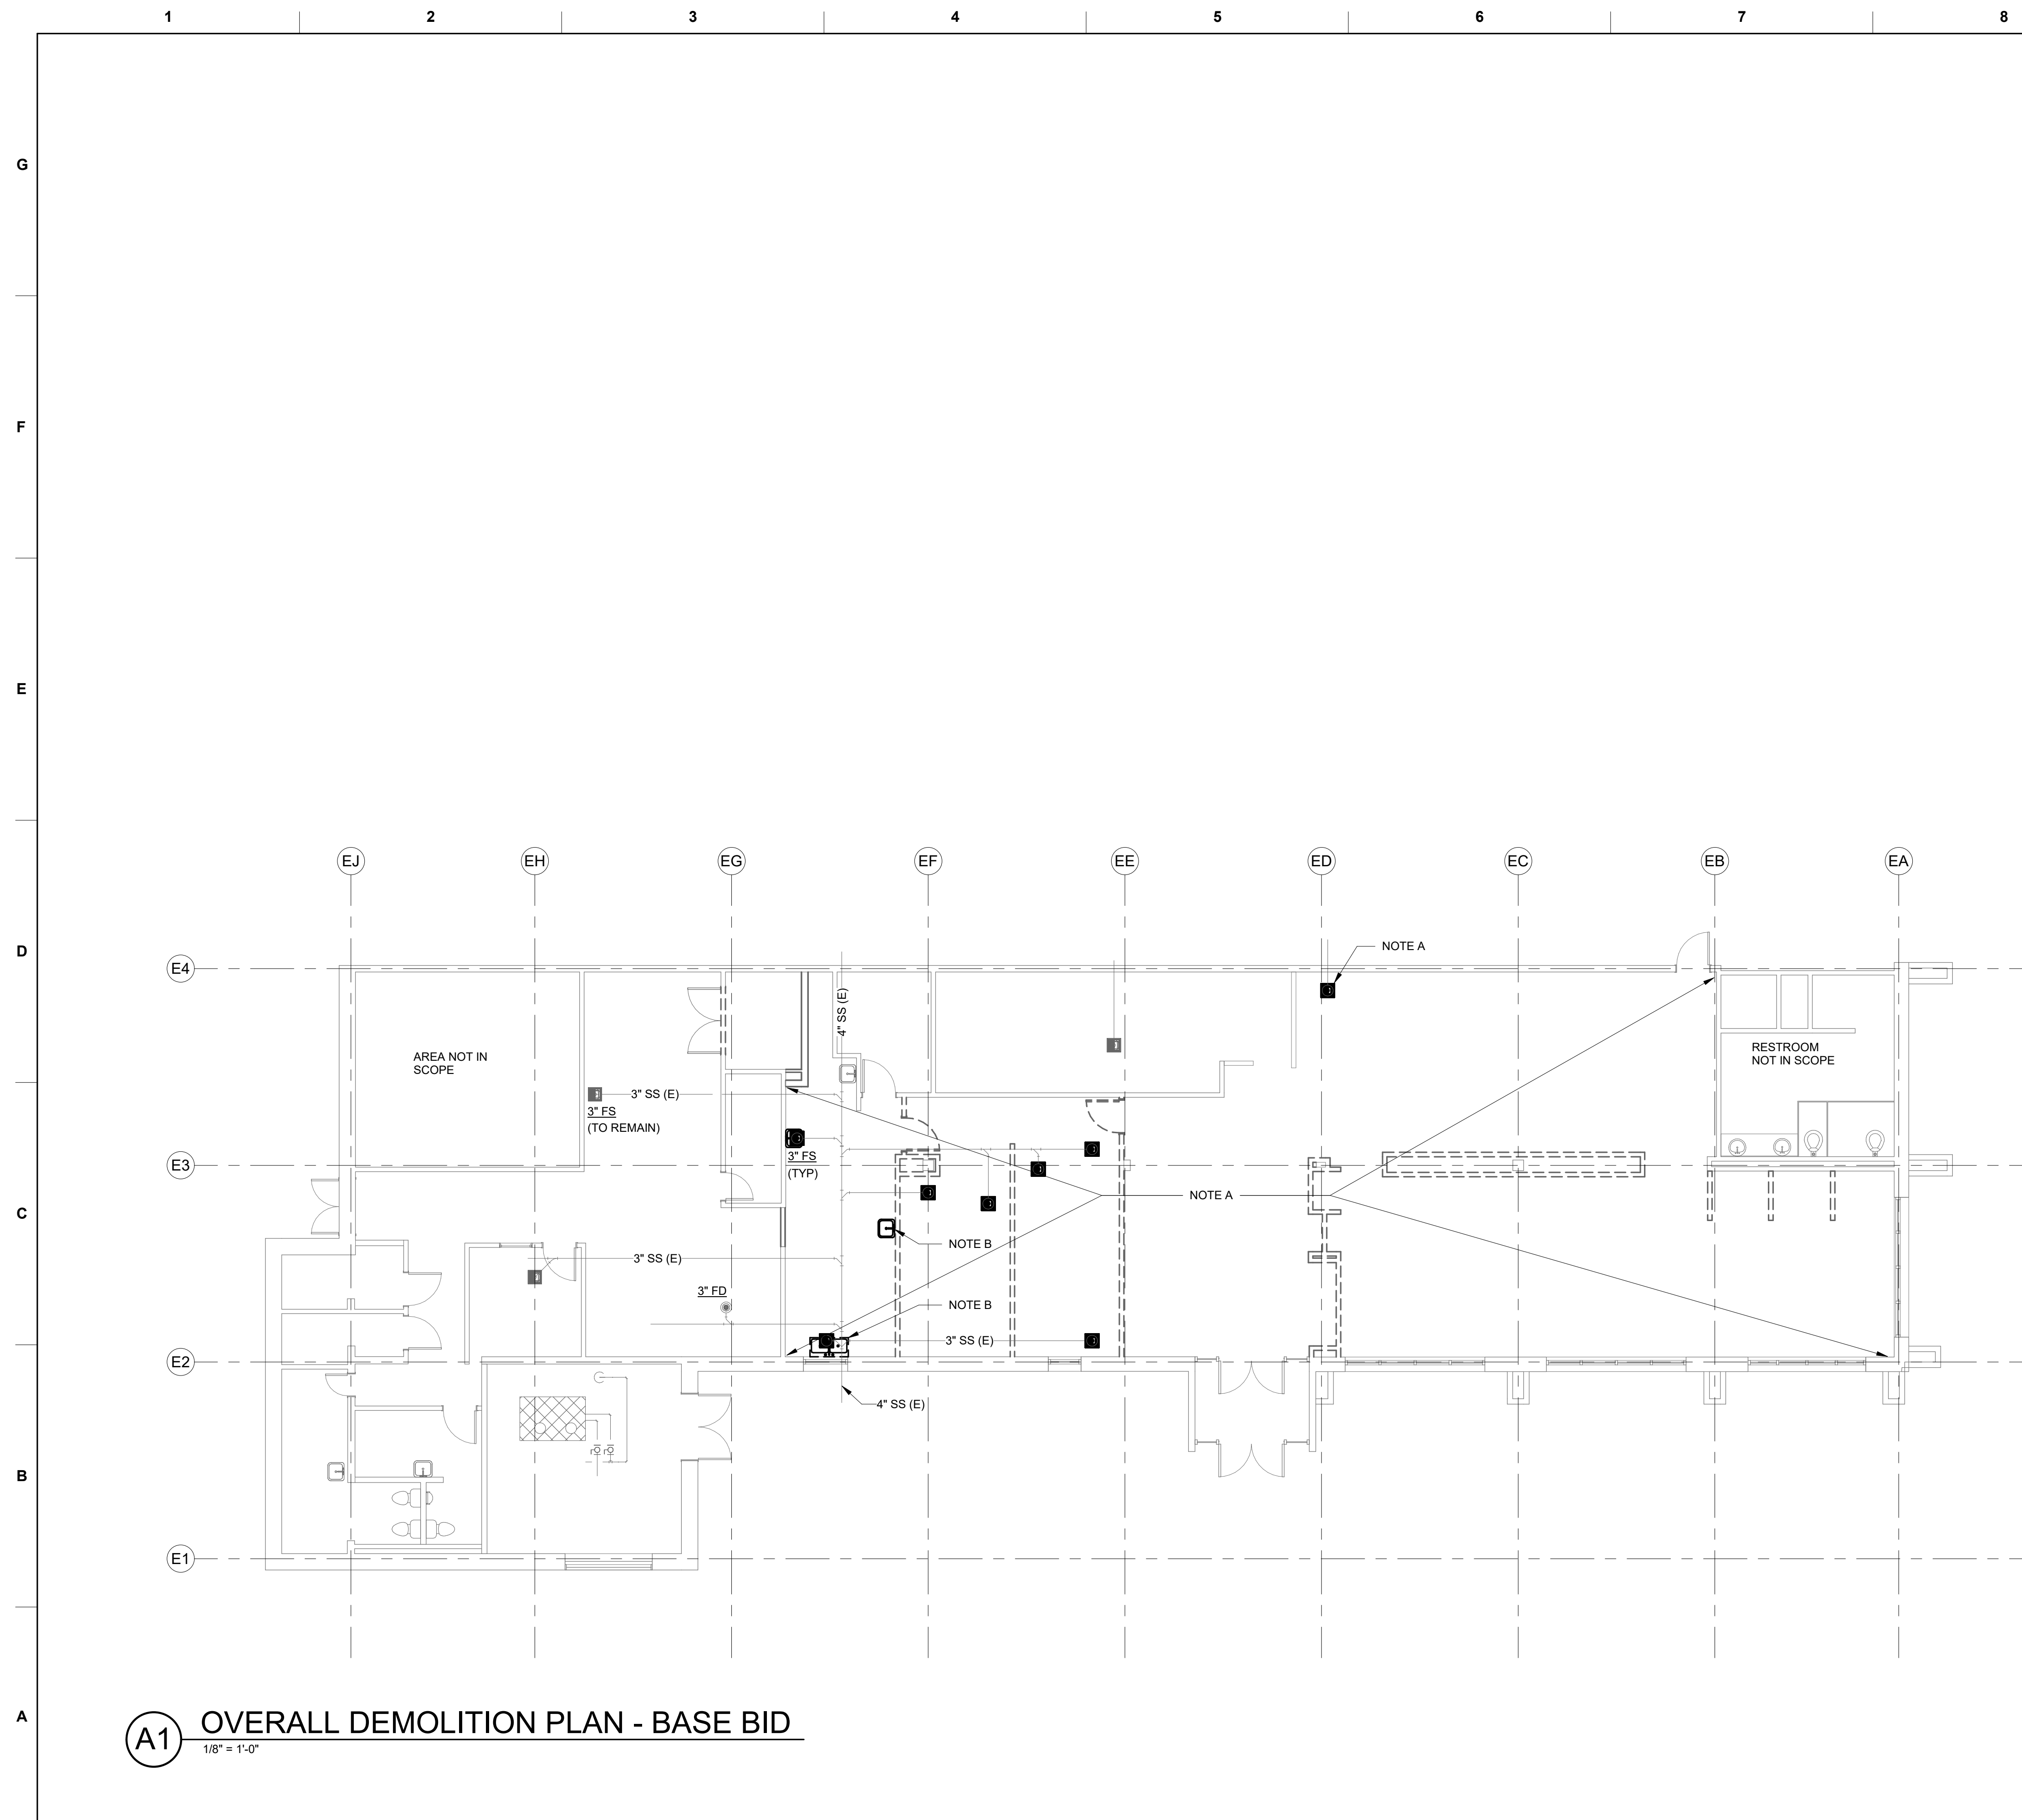 1 2 3 4 5 6 7 8
G
F
E
D
C
B
A
EJ EH EG EF EE ED EC EB EA
NOTE A
E4
4" SS (E)
AREA NOT IN
SCOPE
RESTROOM
NOT IN SCOPE
3" SS (E)
3" FS
(TO REMAIN)
3" FS
(TYP)
E3
NOTE A
NOTE B
3" SS (E)
3" FD
NOTE B
3" SS (E)
E2
4" SS (E)
E1
A1
OVERALL DEMOLITION PLAN - BASE BID
1/8" = 1'-0"